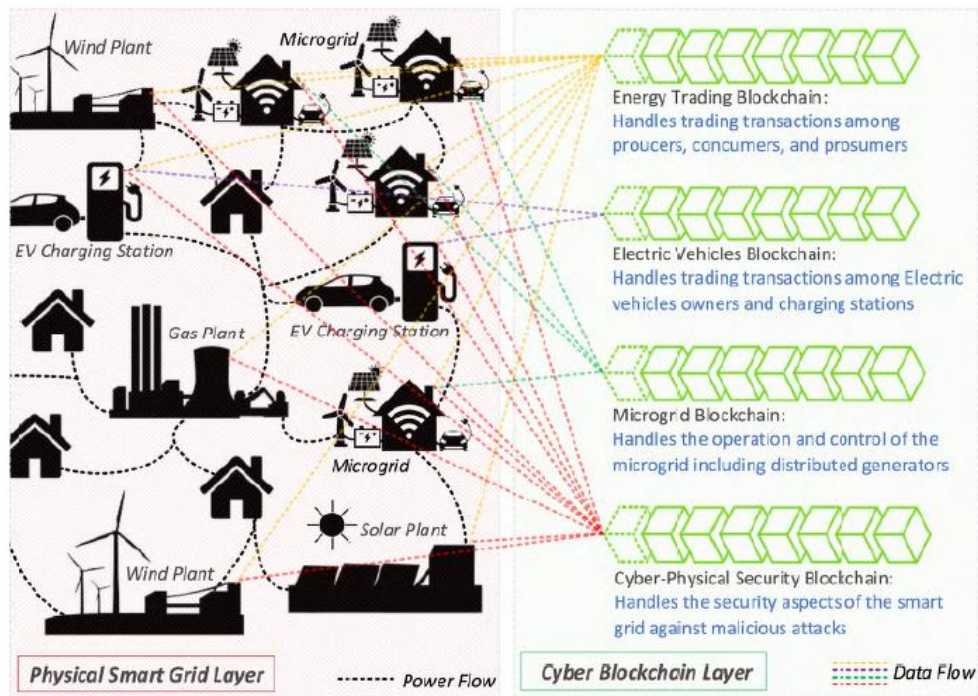 Wind Plant
Microgrid
EV Charging Station
EV Charging Station
Gas Plant
Microgrid
Solar Plant
Wind Plant
Physical Smart Grid Layer
Power Flow
Energy Trading Blockchain:
Handles trading transactions among
proucers, concumers, and prosumers
Electric Vehicles Blockchain:
Handles trading transactions among Electric
vehicles owners and charging stations
Microgrid Blockchain:
Handles the operation and control of the
microgrid including distributed generators
Cyber-Physical Security Blockchain:
Handles the security aspects of the smart
grid against malicious attacks
Cyber Blockchain Layer
Data Flow